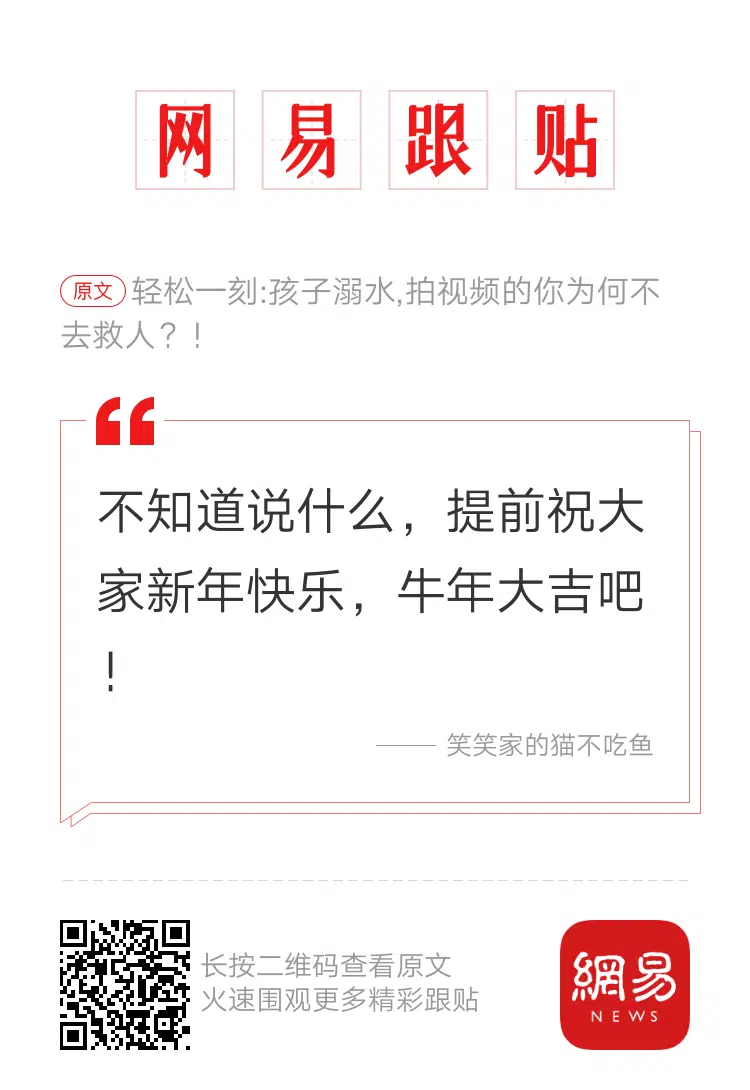 网易跟贴
原文 轻松一刻:孩子溺水,拍视频的你为何不
去救人？！
不知道说什么，提前祝大
家新年快乐，牛年大吉吧
！
—— 笑笑家的猫不吃鱼
长按二维码查看原文
火速围观更多精彩跟贴
網易
NEWS